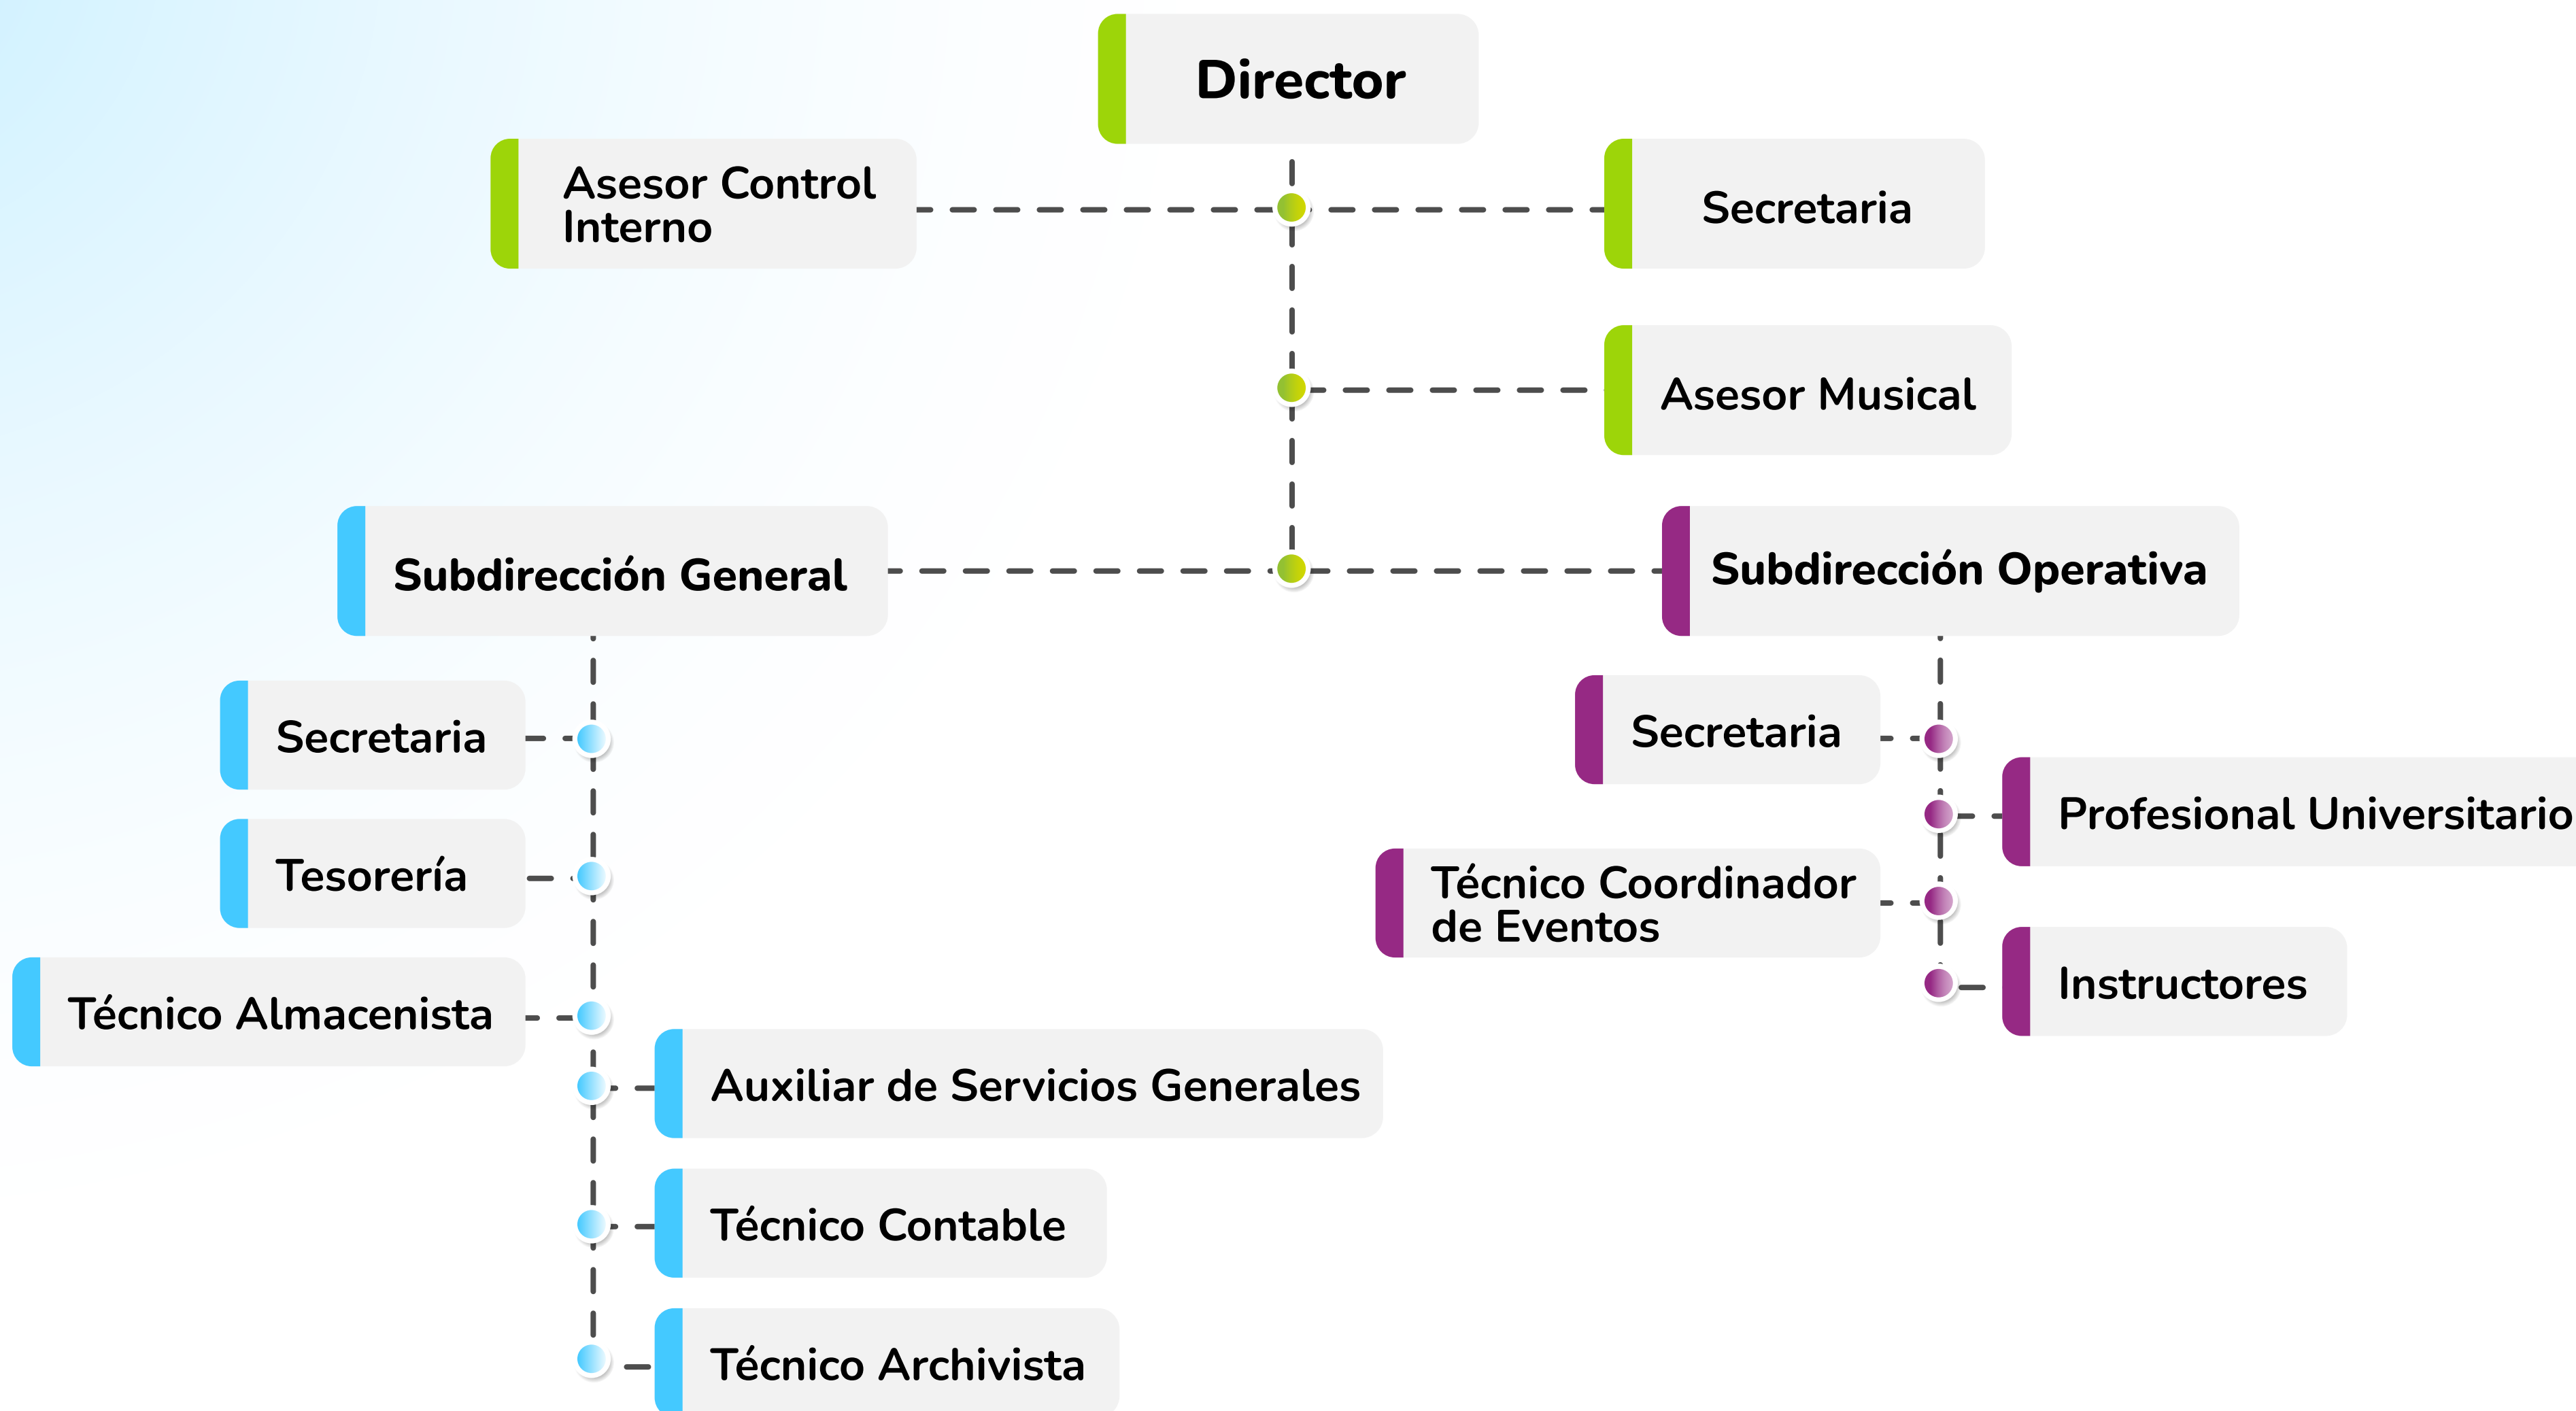 Director
Asesor Control
Interno
Secretaria
Asesor Musical
Subdirección General
Subdirección Operativa
Secretaria
Tesorería
Técnico Almacenista
Auxiliar de Servicios Generales
Técnico Contable
Técnico Archivista
Secretaria
Profesional Universitario
Técnico Coordinador
de Eventos
Instructores